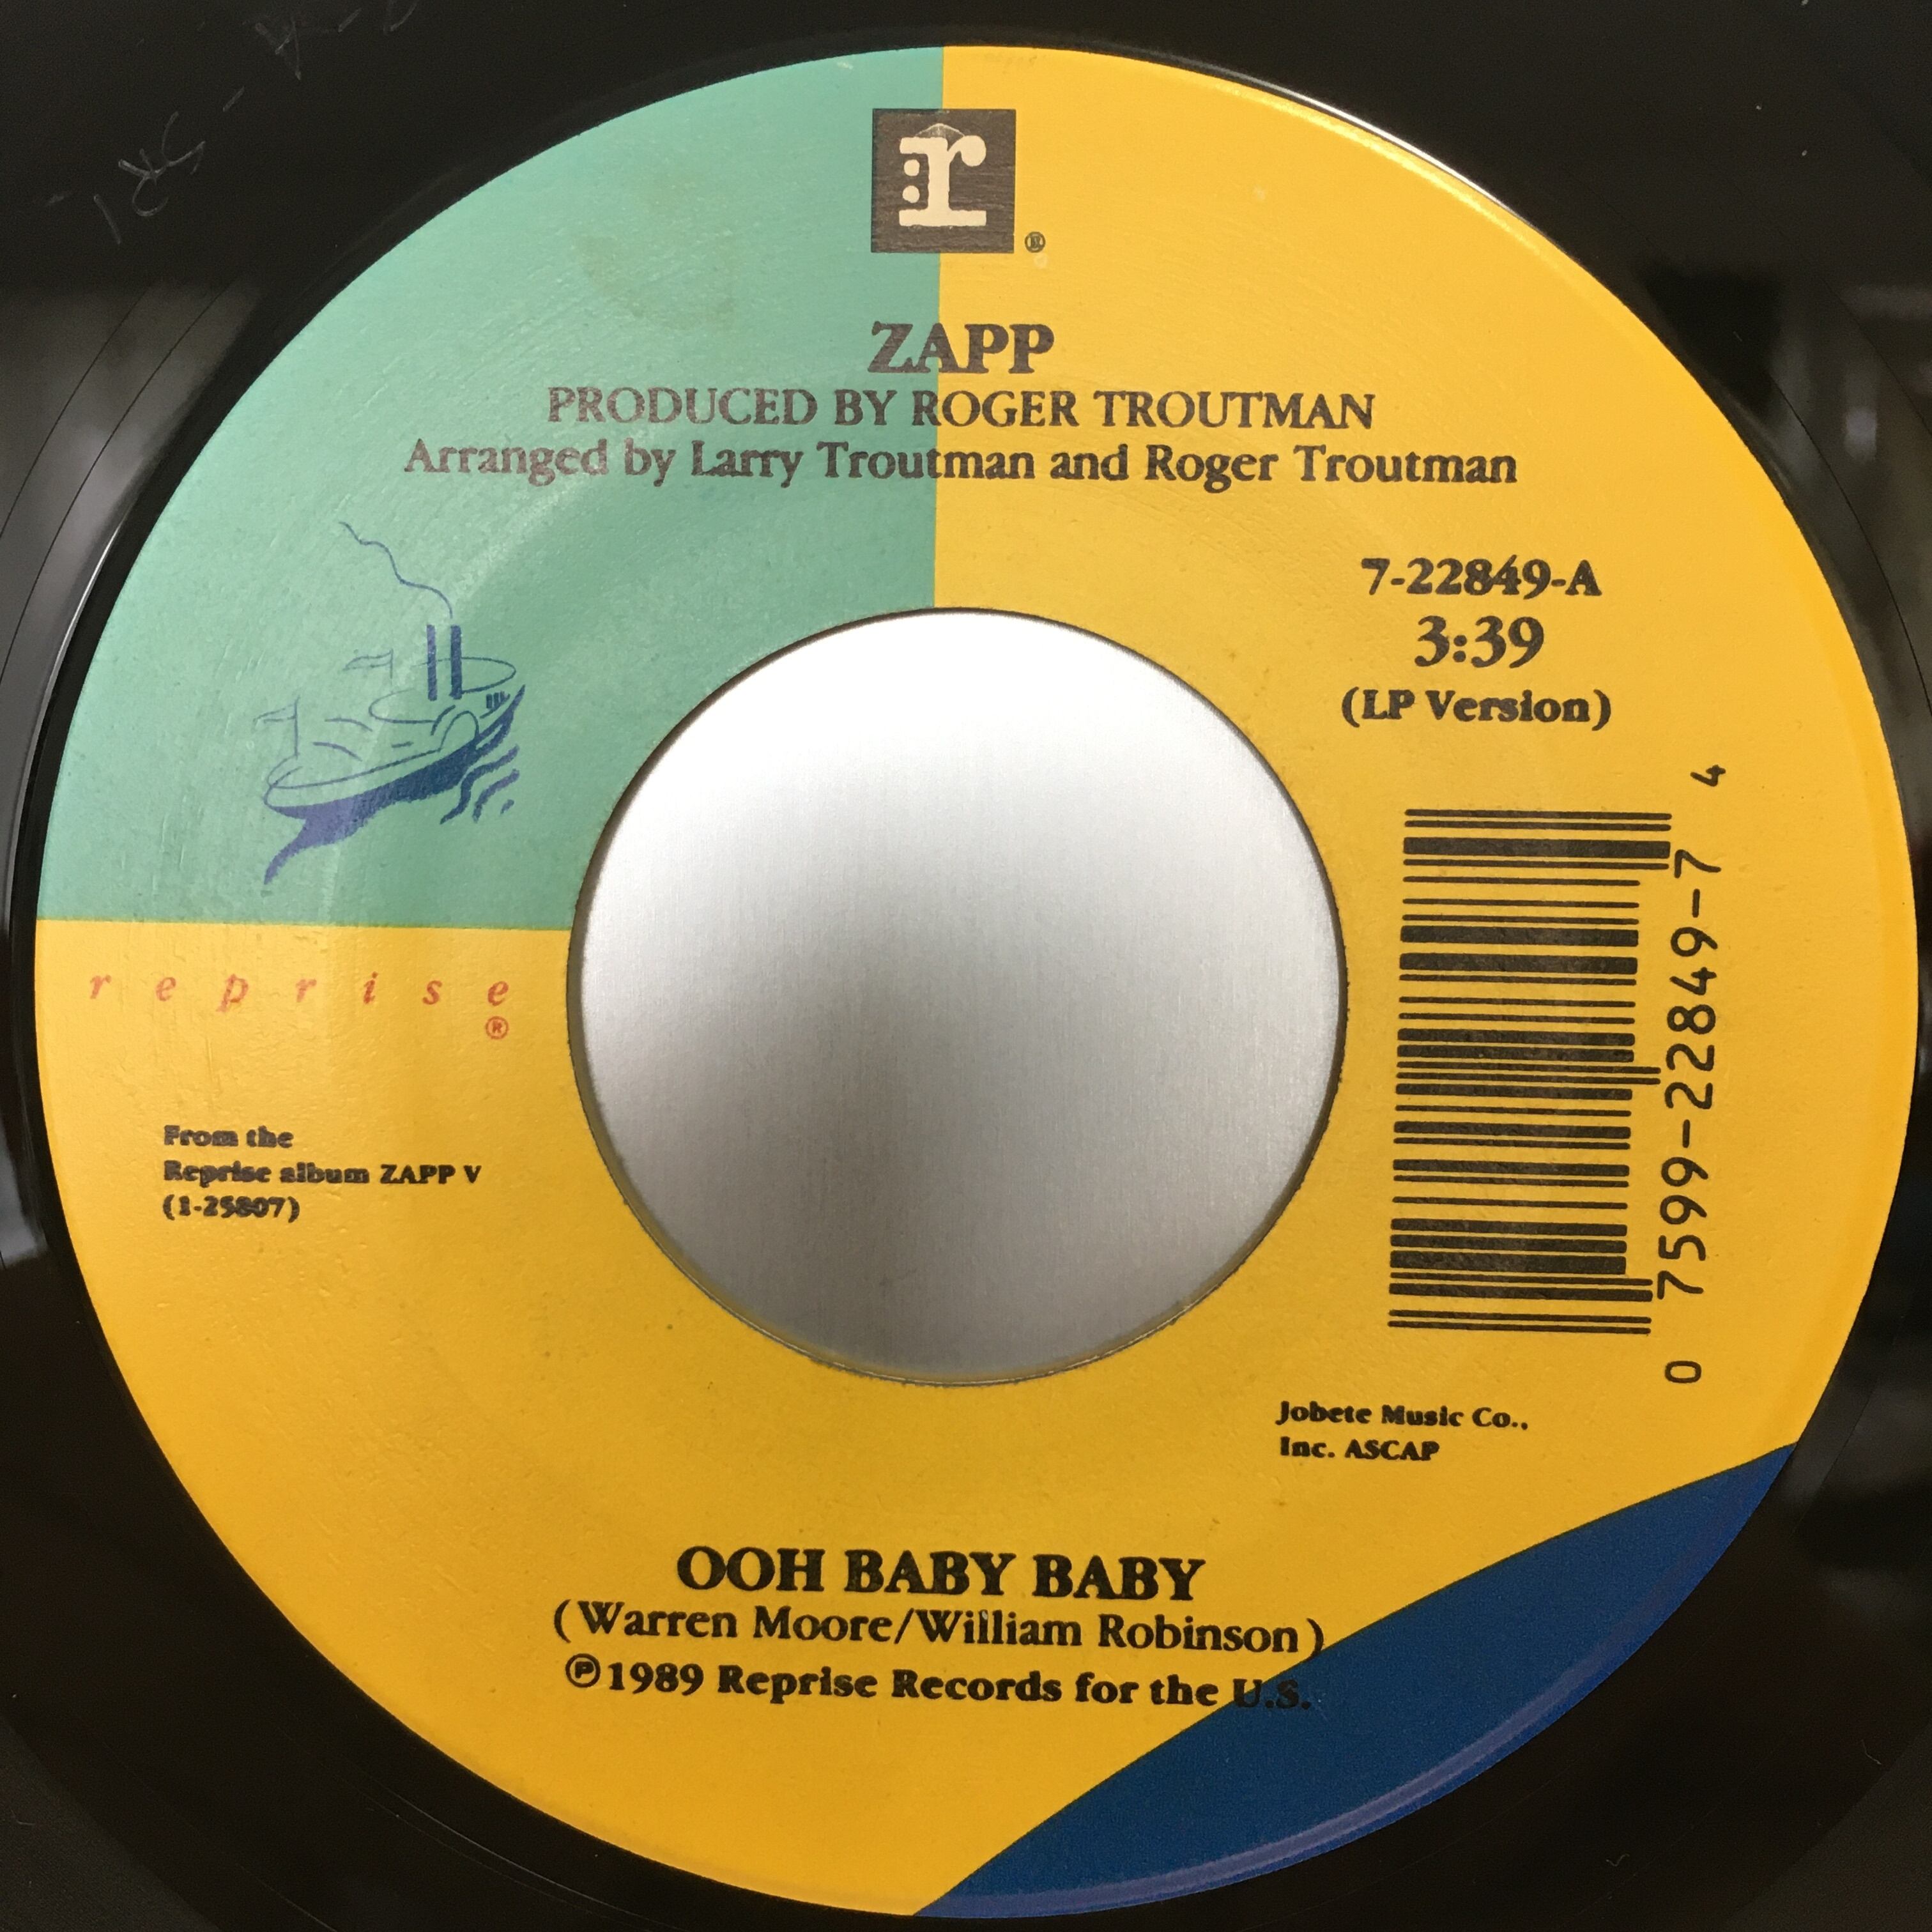 r:
®
ZAPP
PRODUCED BY ROGER TROUTMAN
Arranged by Larry Troutman and Roger Troutman
7-22849-A
3:39
(LP Version)
reprise
®
From the
Reprise album ZAPP V
(1-25807)
0 7599-22849-7 4
Jobete Music Co.,
Inc. ASCAP
OOH BABY BABY
(Warren Moore/William Robinson)
℗1989 Reprise Records for the U.S.